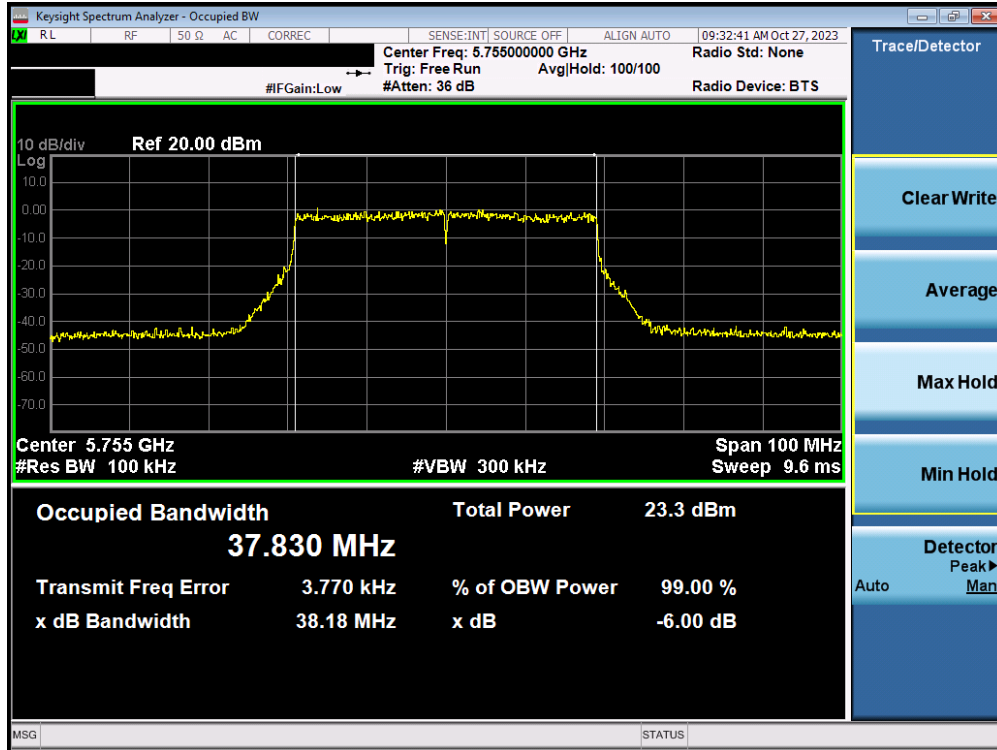 Keysight Spectrum Analyzer - Occupied BW
LXI RL RF 50 Ω AC CORREC SENSE:INT SOURCE OFF ALIGN AUTO 09:32:41 AM Oct 27, 2023
Center Freq: 5.755000000 GHz Radio Std: None
Trig: Free Run Avg|Hold: 100/100
#IFGain:Low #Atten: 36 dB Radio Device: BTS
10 dB/div Ref 20.00 dBm
Log
10.0
0.00
-10.0
-20.0
-30.0
-40.0
-50.0
-60.0
-70.0
Center 5.755 GHz Span 100 MHz
#Res BW 100 kHz #VBW 300 kHz Sweep 9.6 ms
Occupied Bandwidth Total Power 23.3 dBm
37.830 MHz
Transmit Freq Error 3.770 kHz % of OBW Power 99.00 %
x dB Bandwidth 38.18 MHz x dB -6.00 dB
MSG STATUS
Trace/Detector
Clear Write
Average
Max Hold
Min Hold
Detector
Peak▶
Auto Man